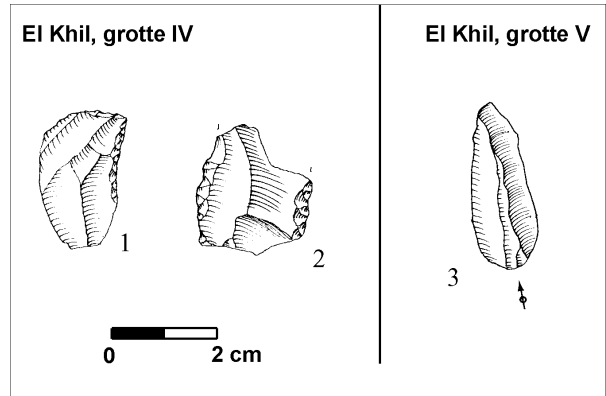 El Khil, grotte IV
El Khil, grotte V
1
2
3
0 2 cm